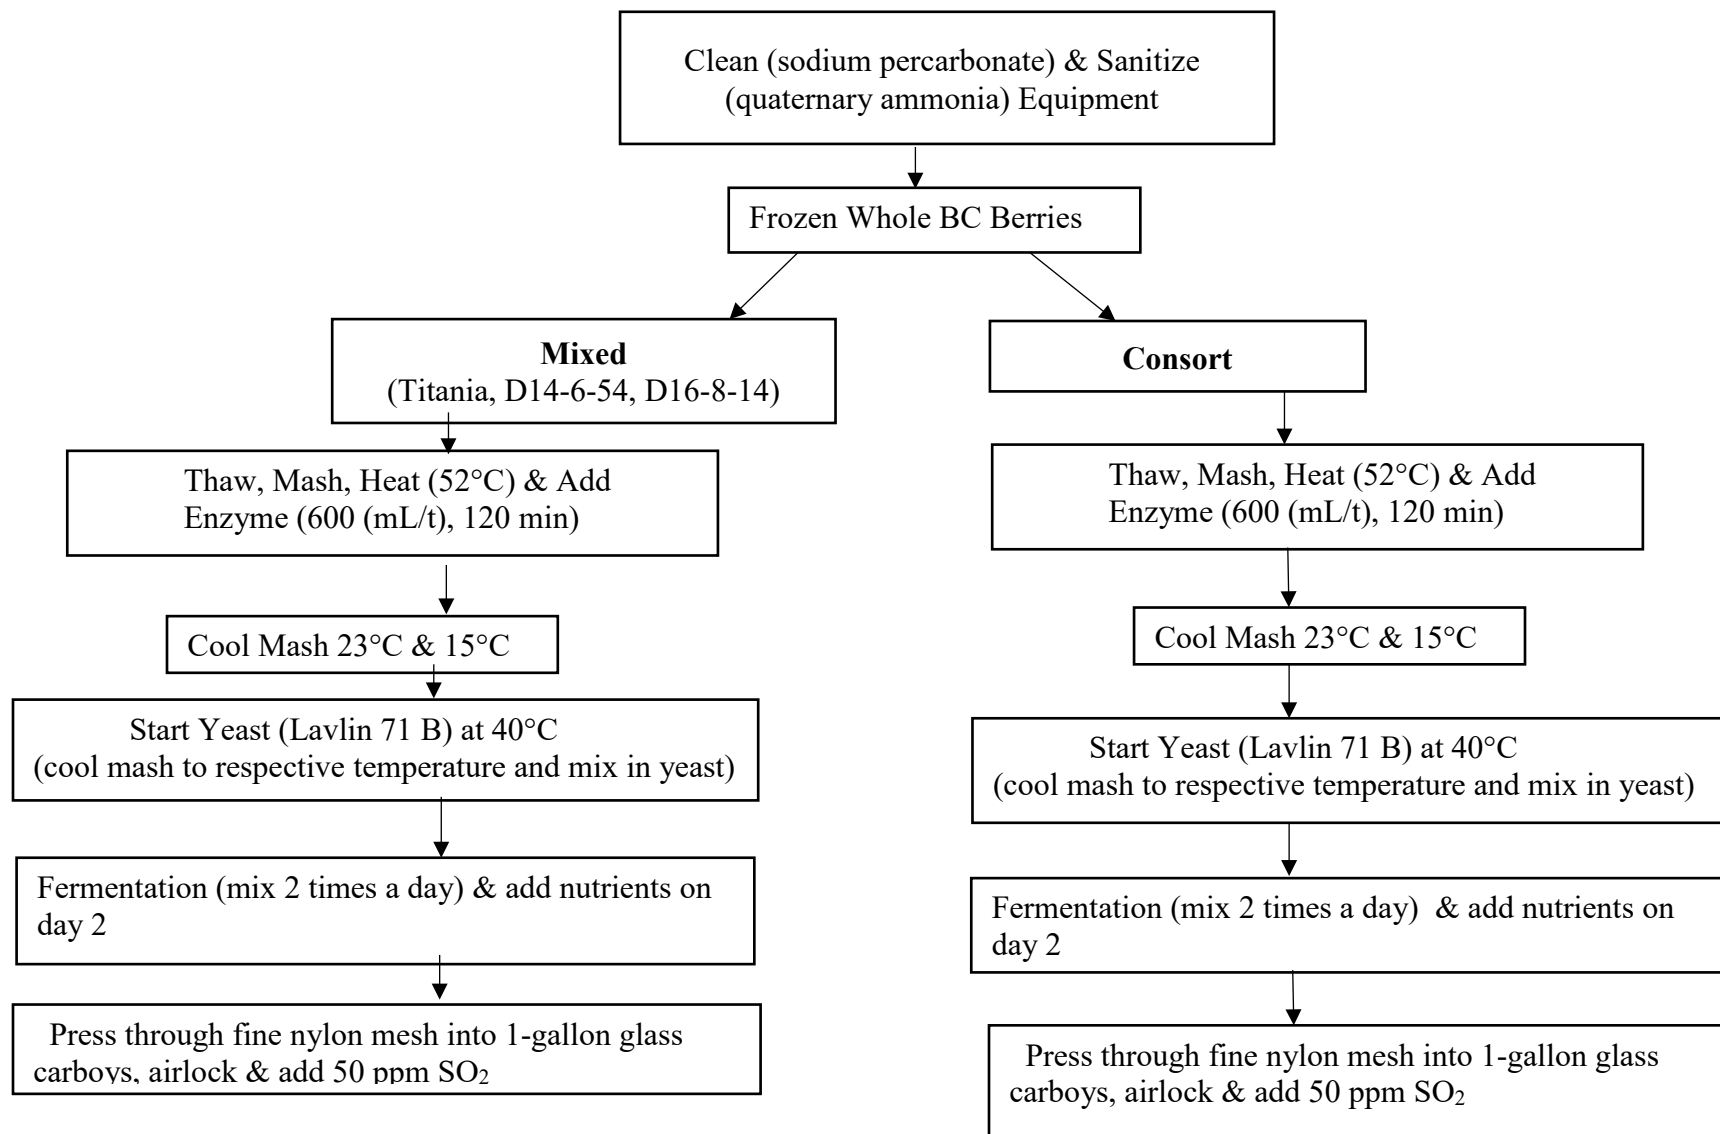 Clean (sodium percarbonate) & Sanitize
(quaternary ammonia) Equipment
Frozen Whole BC Berries
Mixed
(Titania, D14-6-54, D16-8-14)
Thaw, Mash, Heat (52°C) & Add
Enzyme (600 (mL/t), 120 min)
Cool Mash 23°C & 15°C
Start Yeast (Lavlin 71 B) at 40°C
(cool mash to respective temperature and mix in yeast)
Fermentation (mix 2 times a day) & add nutrients on
day 2
Press through fine nylon mesh into 1-gallon glass
carboys, airlock & add 50 ppm SO₂
Consort
Thaw, Mash, Heat (52°C) & Add
Enzyme (600 (mL/t), 120 min)
Cool Mash 23°C & 15°C
Start Yeast (Lavlin 71 B) at 40°C
(cool mash to respective temperature and mix in yeast)
Fermentation (mix 2 times a day) & add nutrients on
day 2
Press through fine nylon mesh into 1-gallon glass
carboys, airlock & add 50 ppm SO₂